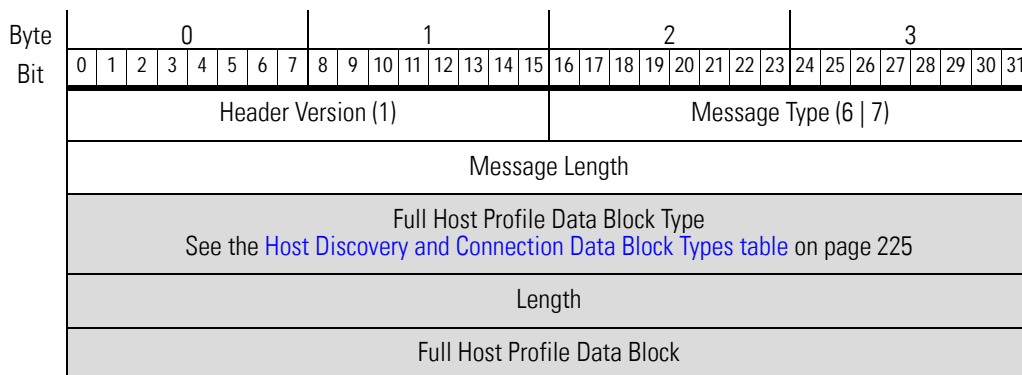 Byte 0 1 2 3
Bit 0 1 2 3 4 5 6 7 8 9 10 11 12 13 14 15 16 17 18 19 20 21 22 23 24 25 26 27 28 29 30 31
Header Version (1) Message Type (6 | 7)
Message Length
Full Host Profile Data Block Type
See the Host Discovery and Connection Data Block Types table on page 225
Length
Full Host Profile Data Block